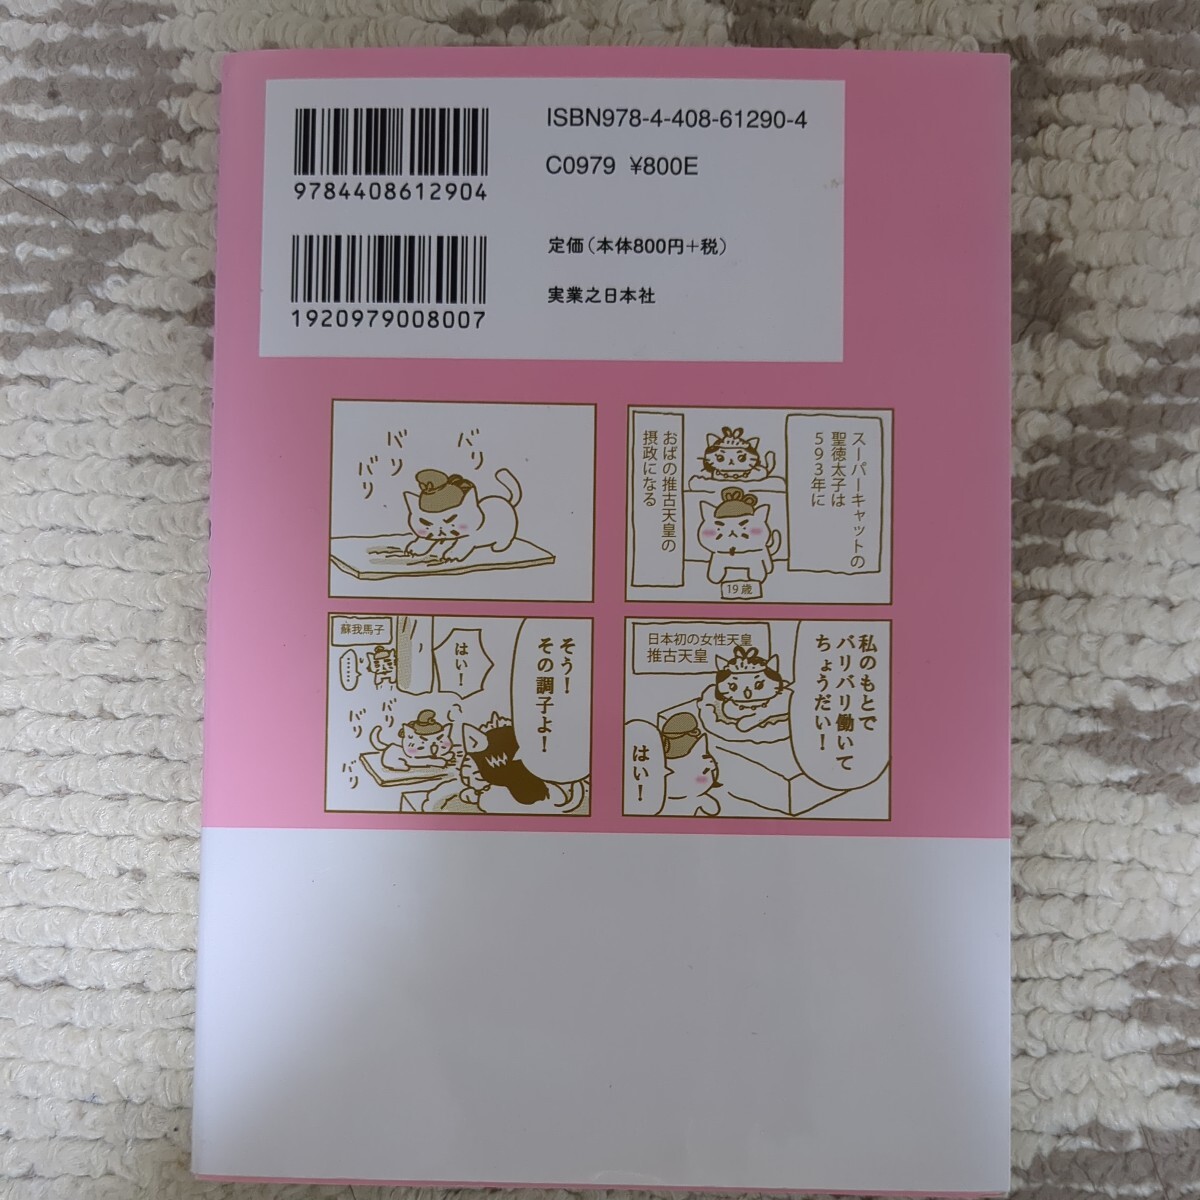 ISBN978-4-408-61290-4
C0979 ¥800E
9784408612904
定価(本体800円+税)
実業之日本社
1920979008007
スーパーキャットの
聖徳太子は
593年に
おばの推古天皇の
摂政になる
19歳
私のもとで
バリバリ働いて
ちょうだい!
日本初の女性天皇
推古天皇
はい!
バリ
バリ
バリ
そう!
その調子よ!
はい!
蘇我馬子
……
バリ
バリ
バリ